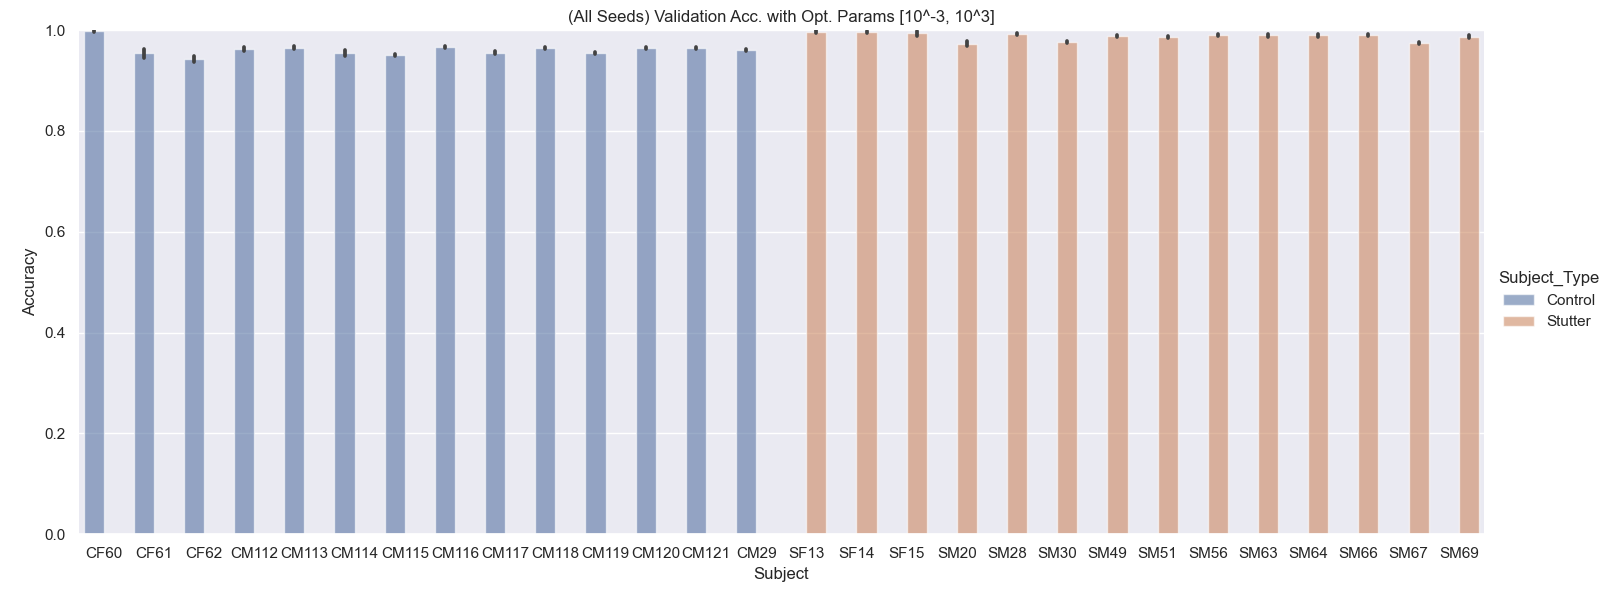 (All Seeds) Validation Acc. with Opt. Params [10^-3, 10^3]
1.0
0.8
0.6
0.4
0.2
0.0
Accuracy
CF60 CF61 CF62 CM112 CM113 CM114 CM115 CM116 CM117 CM118 CM119 CM120 CM121 CM29 SF13 SF14 SF15 SM20 SM28 SM30 SM49 SM51 SM56 SM63 SM64 SM66 SM67 SM69
Subject
Subject_Type
Control
Stutter